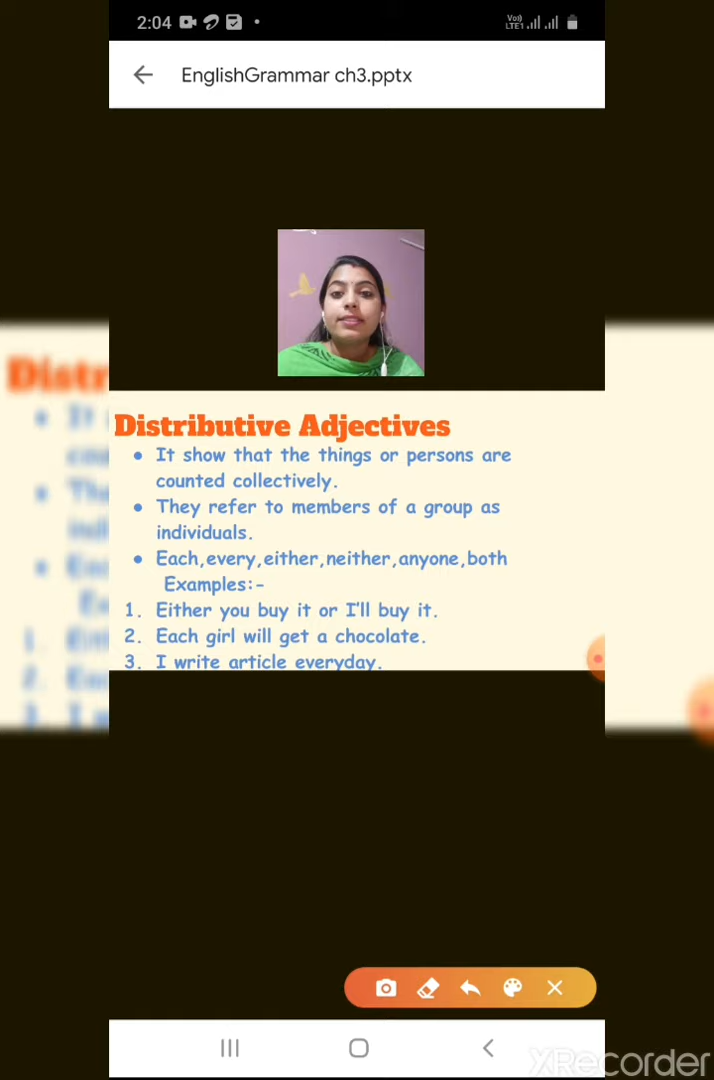 2:04
Vo)) LTE1
EnglishGrammar ch3.pptx
Distributive Adjectives
• It show that the things or persons are
counted collectively.
• They refer to members of a group as
individuals.
• Each,every,either,neither,anyone,both
Examples:-
1. Either you buy it or I'll buy it.
2. Each girl will get a chocolate.
3. I write article everyday.
XRecorder